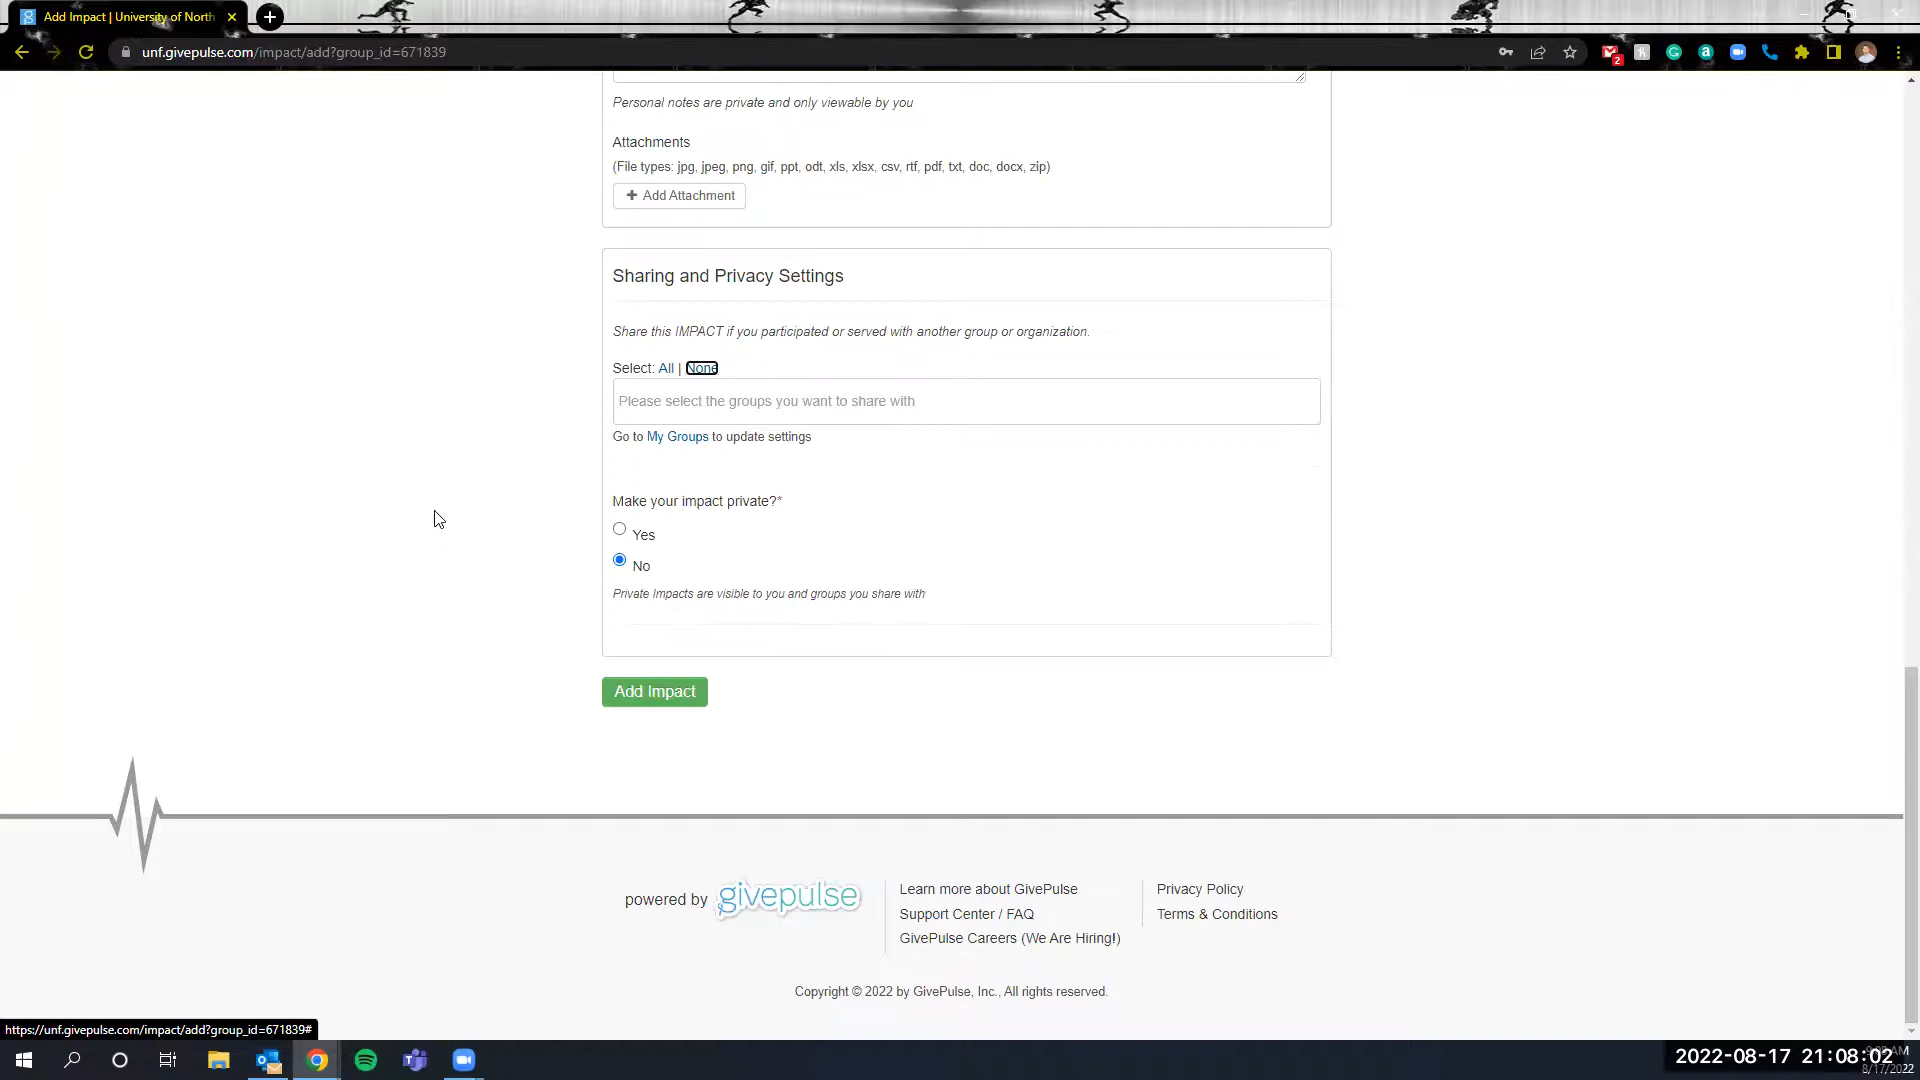 Add Impact | University of North
unf.givepulse.com/impact/add?group_id=671839
2
Personal notes are private and only viewable by you
Attachments
(File types: jpg, jpeg, png, gif, ppt, odt, xls, xlsx, csv, rtf, pdf, txt, doc, docx, zip)
+ Add Attachment
Sharing and Privacy Settings
Share this IMPACT if you participated or served with another group or organization.
Select: All | None
Please select the groups you want to share with
Go to My Groups to update settings
Make your impact private?*
Yes
No
Private Impacts are visible to you and groups you share with
Add Impact
powered by givepulse
Learn more about GivePulse
Support Center / FAQ
GivePulse Careers (We Are Hiring!)
Privacy Policy
Terms & Conditions
Copyright © 2022 by GivePulse, Inc., All rights reserved.
https://unf.givepulse.com/impact/add?group_id=671839#
2022-08-17 21:08:02
8/17/2022